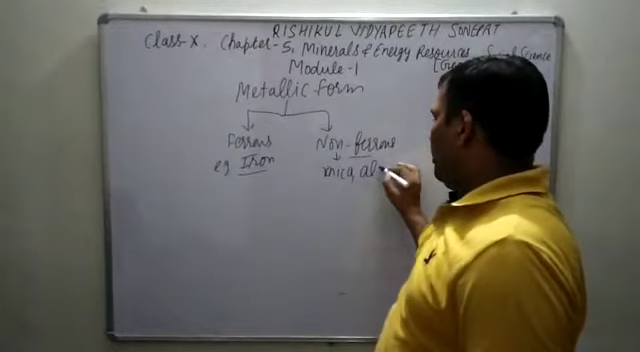 RISHIKUL VIDYAPEETH SONEPAT
Class-X. Chapter-5, Minerals & Energy Resources Social Science
Module-1
Metallic Form
Ferrous Non-ferrous
eg Iron mica, al